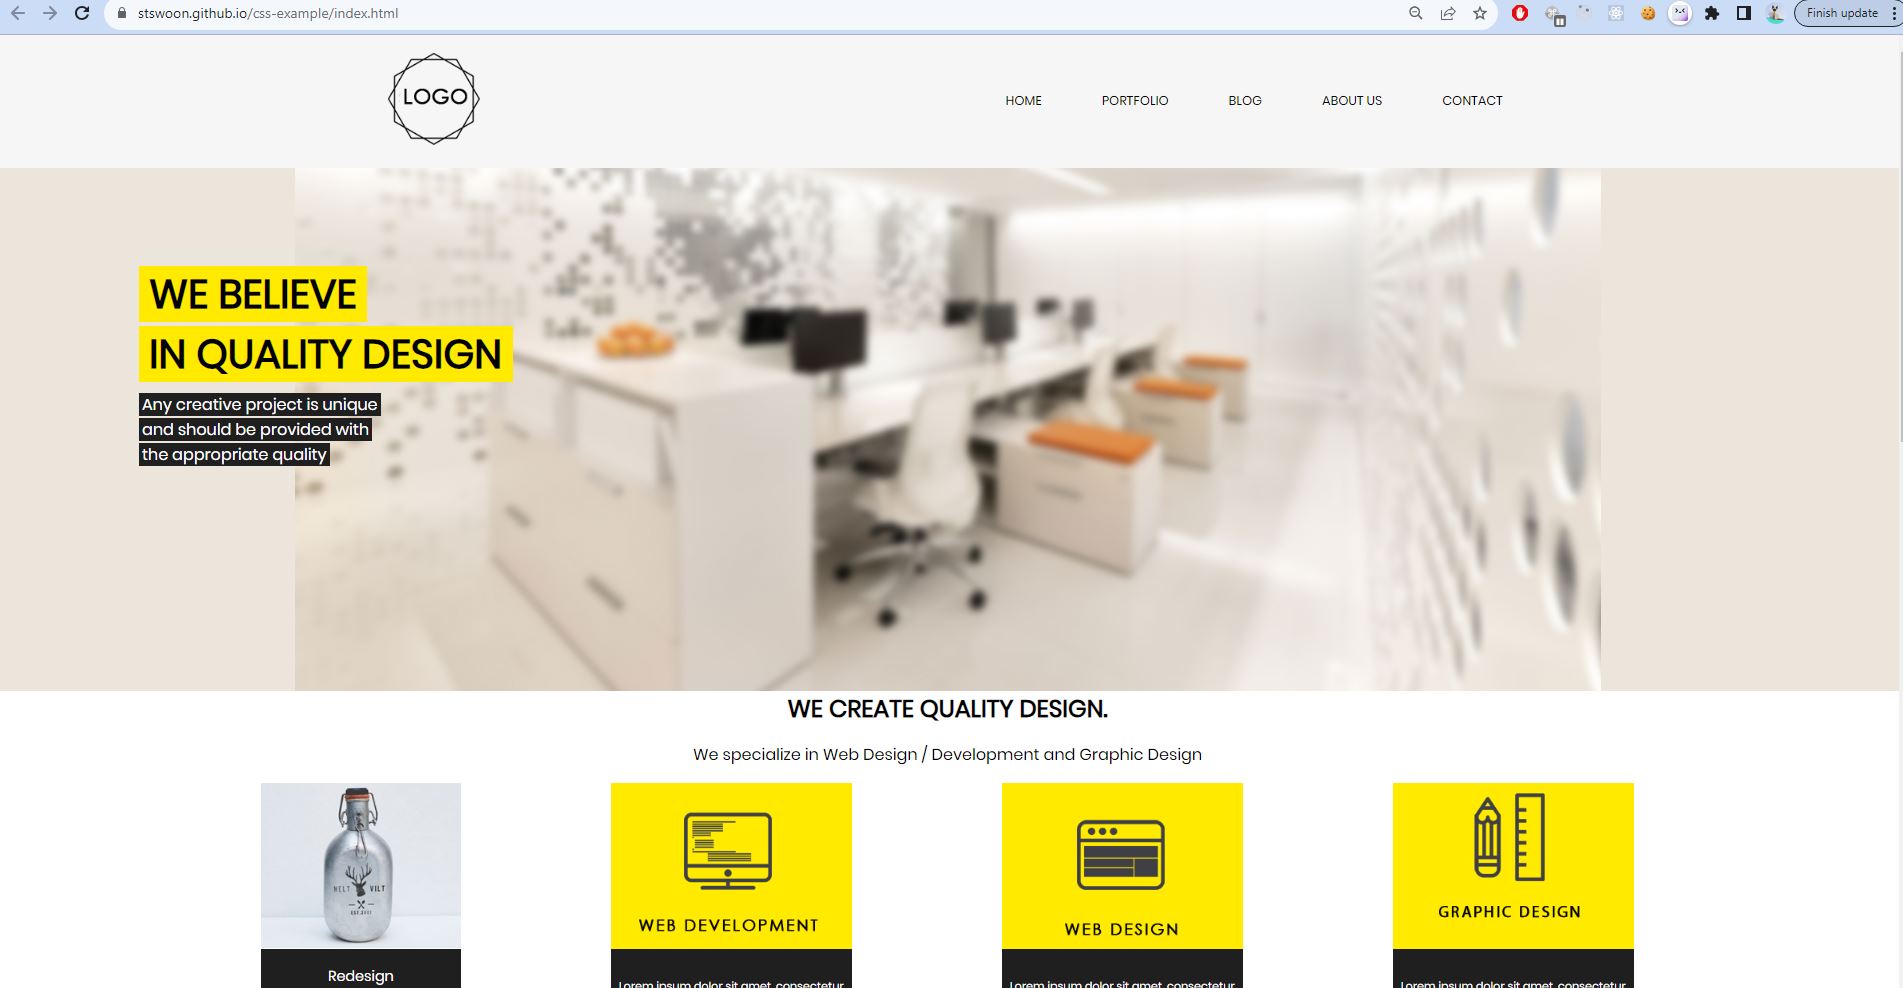 stswoon.github.io/css-example/index.html
Finish update
LOGO
HOME PORTFOLIO BLOG ABOUT US CONTACT
WE BELIEVE
IN QUALITY DESIGN
Any creative project is unique
and should be provided with
the appropriate quality
WE CREATE QUALITY DESIGN.
We specialize in Web Design / Development and Graphic Design
MELT VILT
WEB DEVELOPMENT
WEB DESIGN
GRAPHIC DESIGN
Redesign
Lorem ipsum dolor sit amet, consectetur
Lorem ipsum dolor sit amet, consectetur
Lorem ipsum dolor sit amet, consectetur